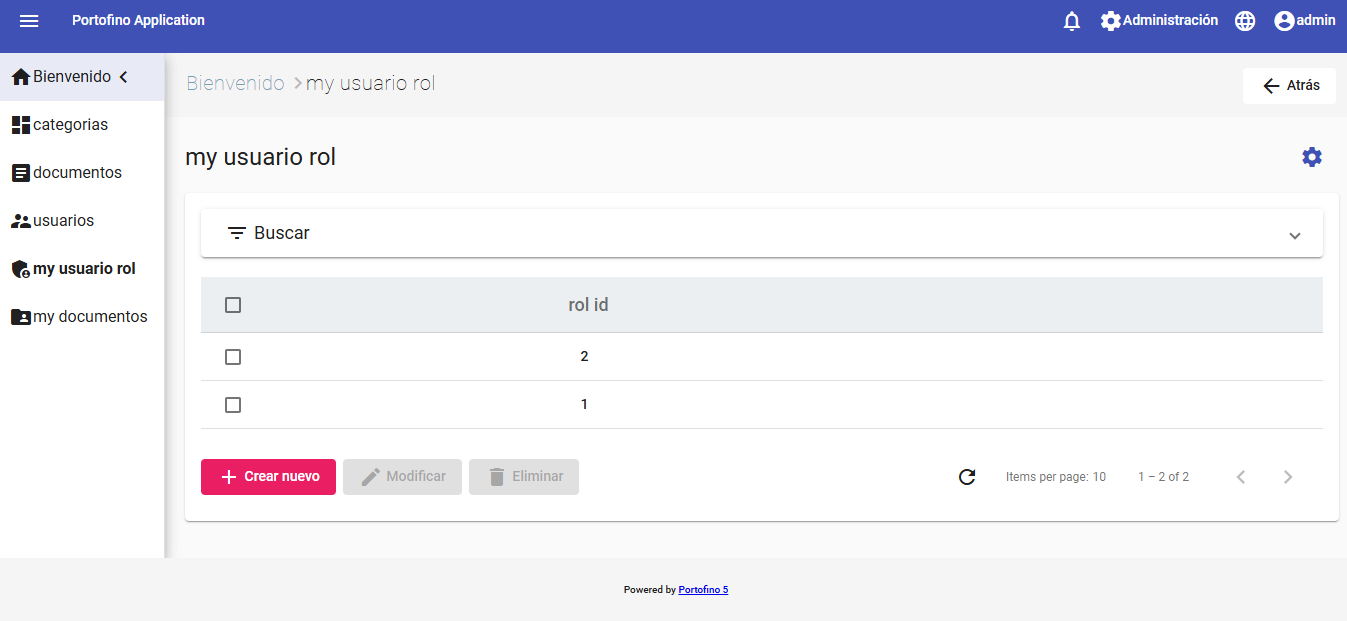 Portofino Application
Administración
admin
Bienvenido
categorias
documentos
usuarios
my usuario rol
my documentos
Bienvenido my usuario rol
Atrás
my usuario rol
Buscar
rol id
2
1
Crear nuevo Modificar Eliminar
Items per page: 10 1 – 2 of 2
Powered by Portofino 5